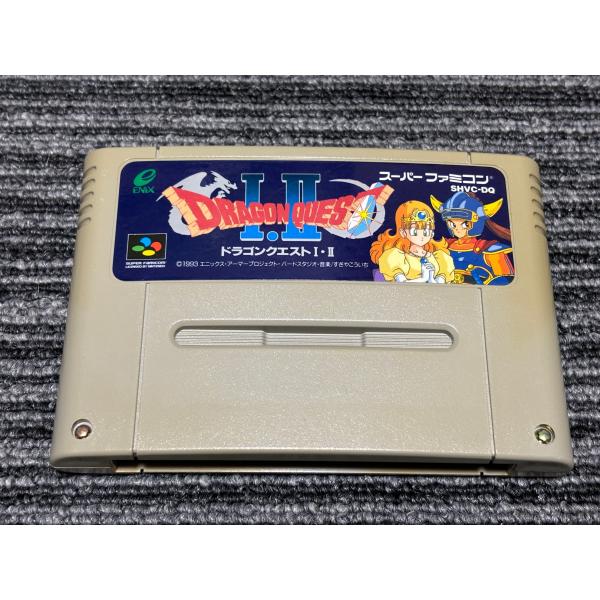 ENIX
スーパーファミコン
SHVC-DQ
DRAGON QUEST
I・II
ドラゴンクエストI・II
SUPER FAMICOM
LICENSED BY NINTENDO
©1993 エニックス・アーマープロジェクト・バードスタジオ・音楽/すぎやこういち